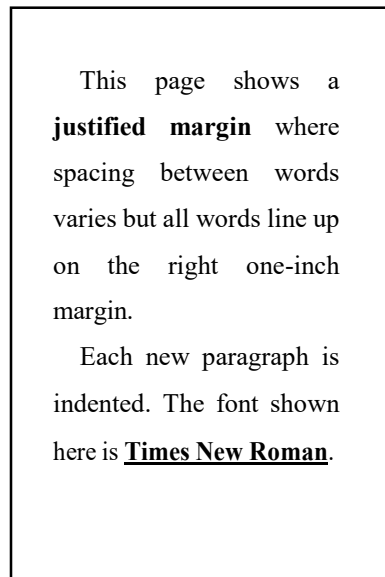 This page shows a
justified margin where
spacing between words
varies but all words line up
on the right one-inch
margin.
Each new paragraph is
indented. The font shown
here is Times New Roman.